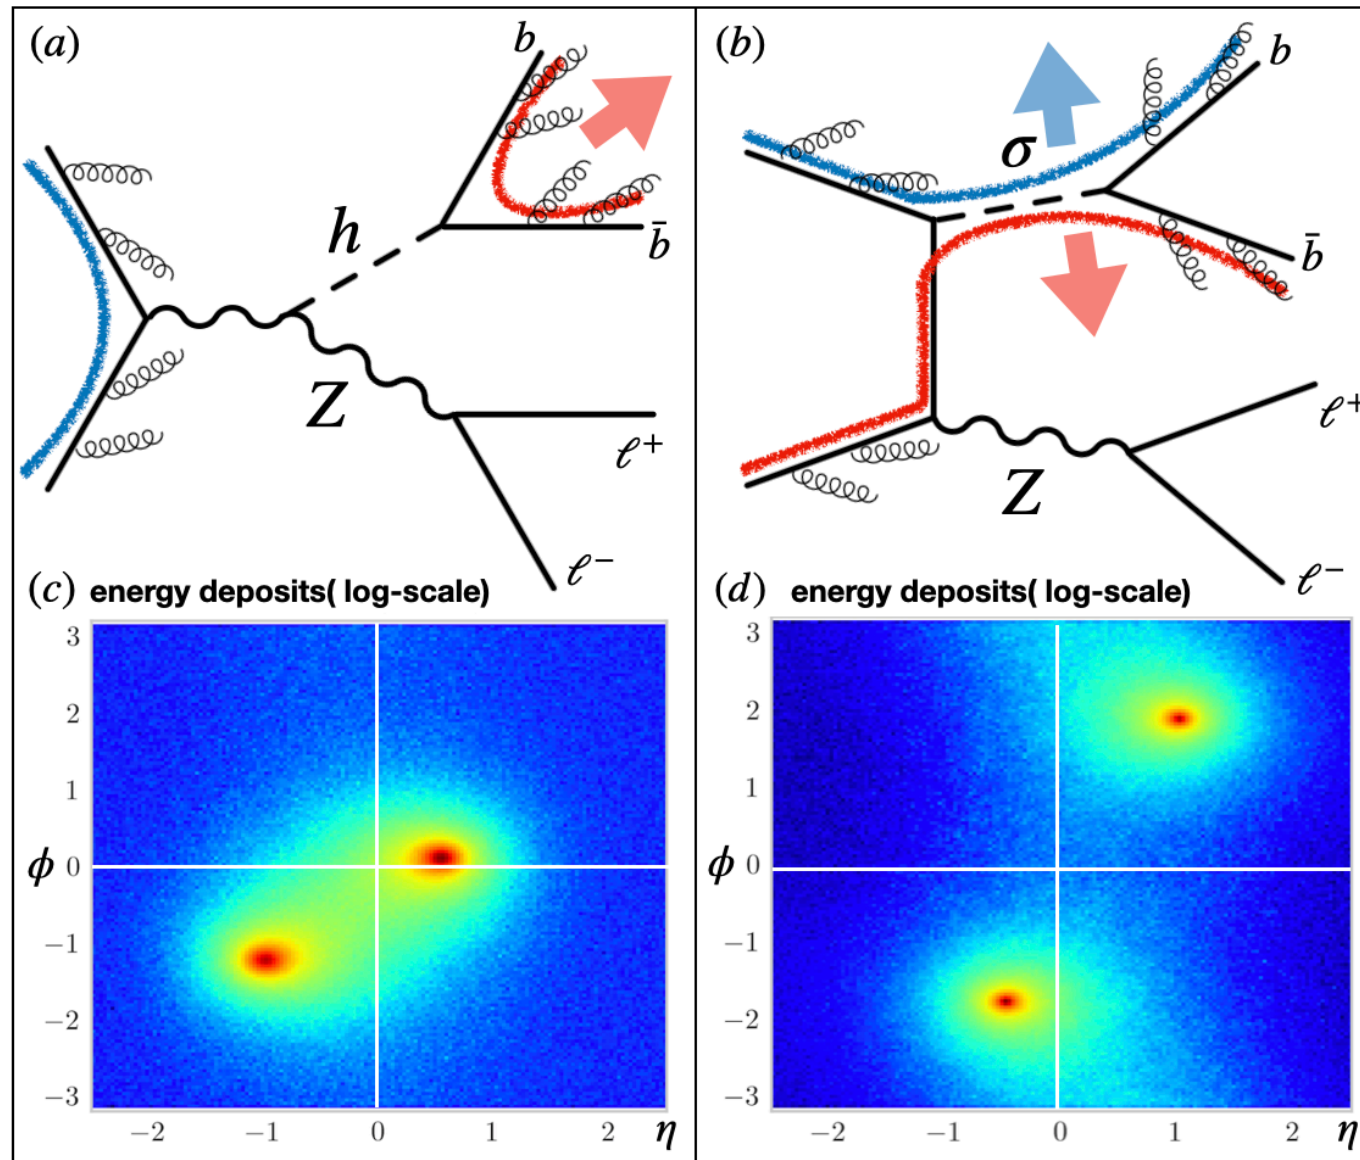 (a)
b
h
b̄
Z
ℓ⁺
ℓ⁻
(b)
σ
b
b̄
Z
ℓ⁺
ℓ⁻
(c) energy deposits( log-scale)
3
2
1
ϕ 0
−1
−2
−3
−2 −1 0 1 2 η
(d) energy deposits( log-scale)
3
2
1
ϕ 0
−1
−2
−3
−2 −1 0 1 2 η